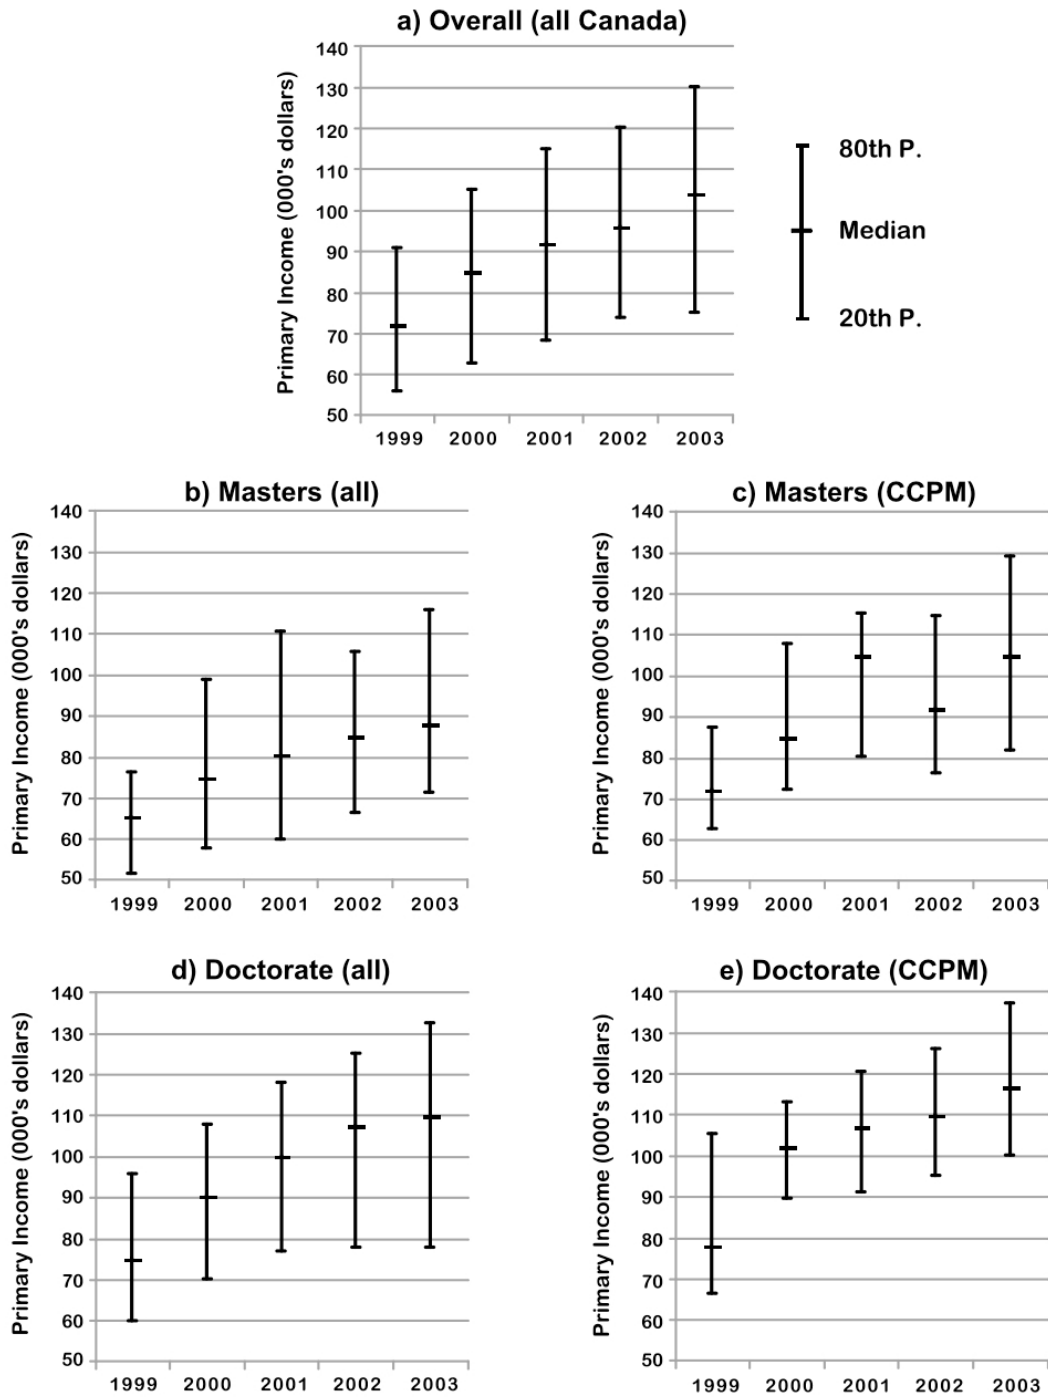 a) Overall (all Canada)
Primary Income (000's dollars)
140
130
120
110
100
90
80
70
60
50
1999 2000 2001 2002 2003
80th P.
Median
20th P.
b) Masters (all)
Primary Income (000's dollars)
140
130
120
110
100
90
80
70
60
50
1999 2000 2001 2002 2003
c) Masters (CCPM)
Primary Income (000's dollars)
140
130
120
110
100
90
80
70
60
50
1999 2000 2001 2002 2003
d) Doctorate (all)
Primary Income (000's dollars)
140
130
120
110
100
90
80
70
60
50
1999 2000 2001 2002 2003
e) Doctorate (CCPM)
Primary Income (000's dollars)
140
130
120
110
100
90
80
70
60
50
1999 2000 2001 2002 2003